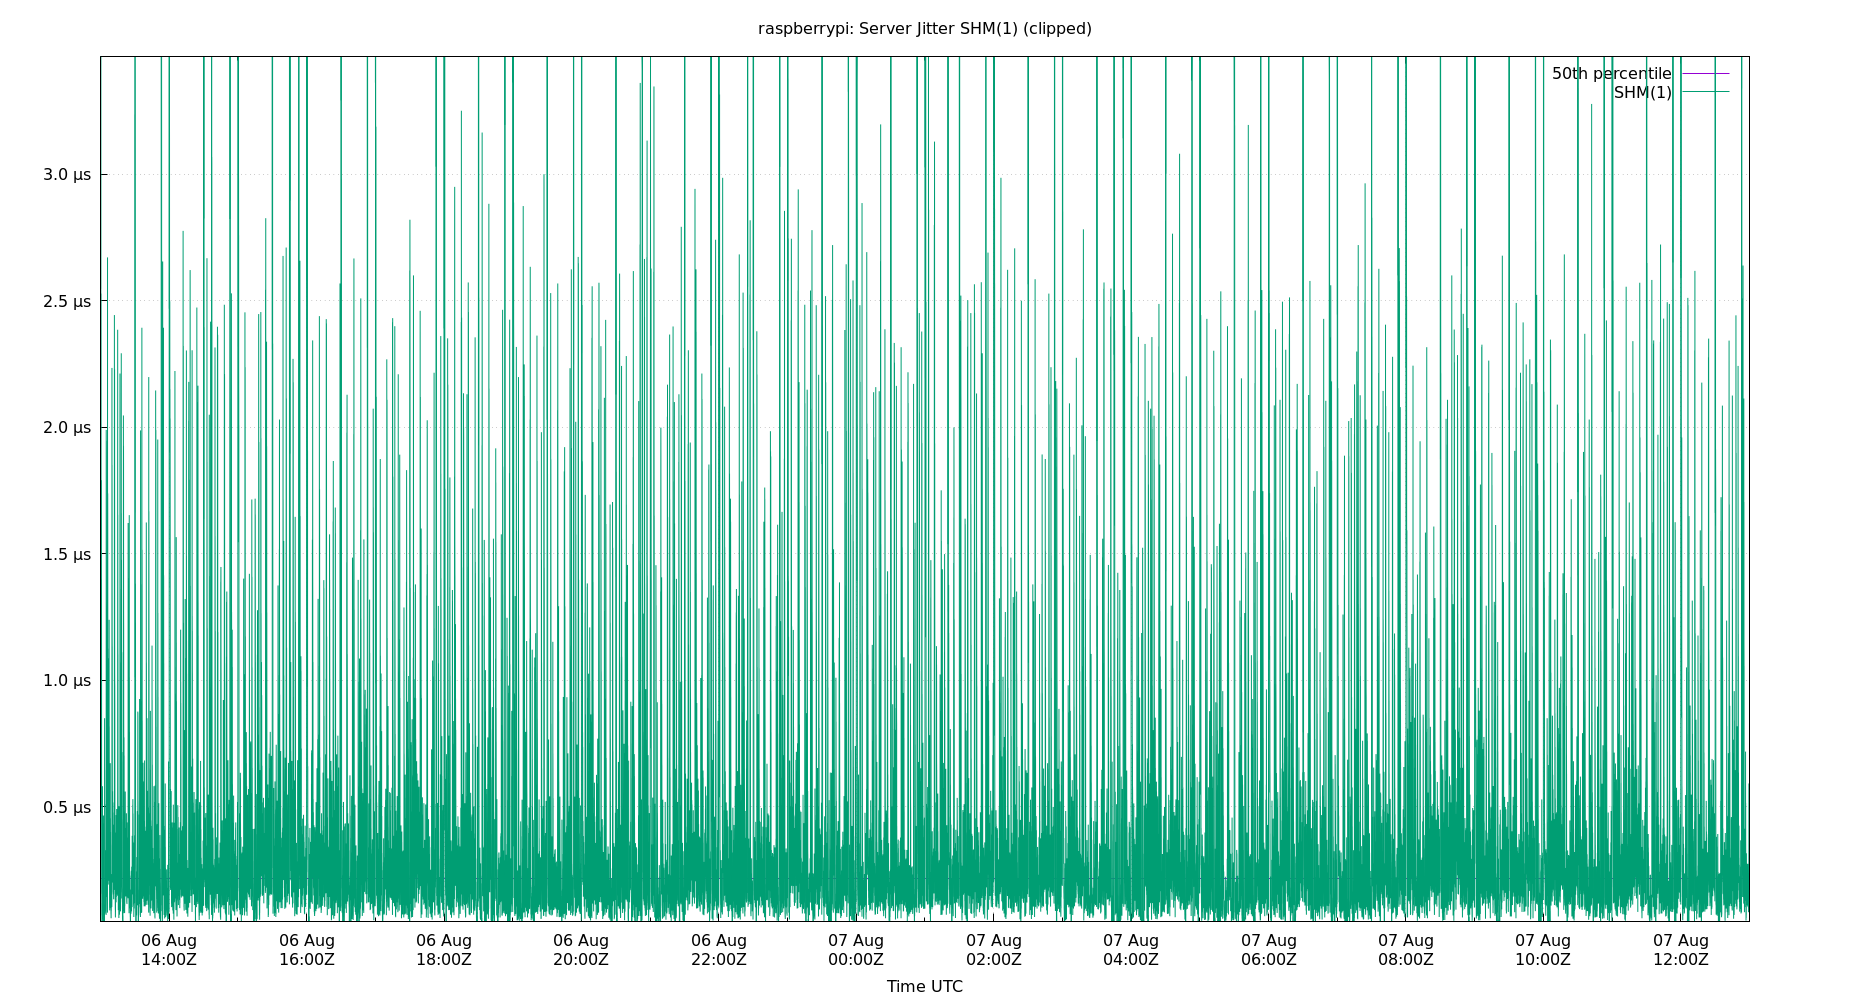 raspberrypi: Server Jitter SHM(1) (clipped)
50th percentile
SHM(1)
3.0 µs
2.5 µs
2.0 µs
1.5 µs
1.0 µs
0.5 µs
06 Aug 06 Aug 06 Aug 06 Aug 06 Aug 07 Aug 07 Aug 07 Aug 07 Aug 07 Aug 07 Aug 07 Aug
14:00Z 16:00Z 18:00Z 20:00Z 22:00Z 00:00Z 02:00Z 04:00Z 06:00Z 08:00Z 10:00Z 12:00Z
Time UTC